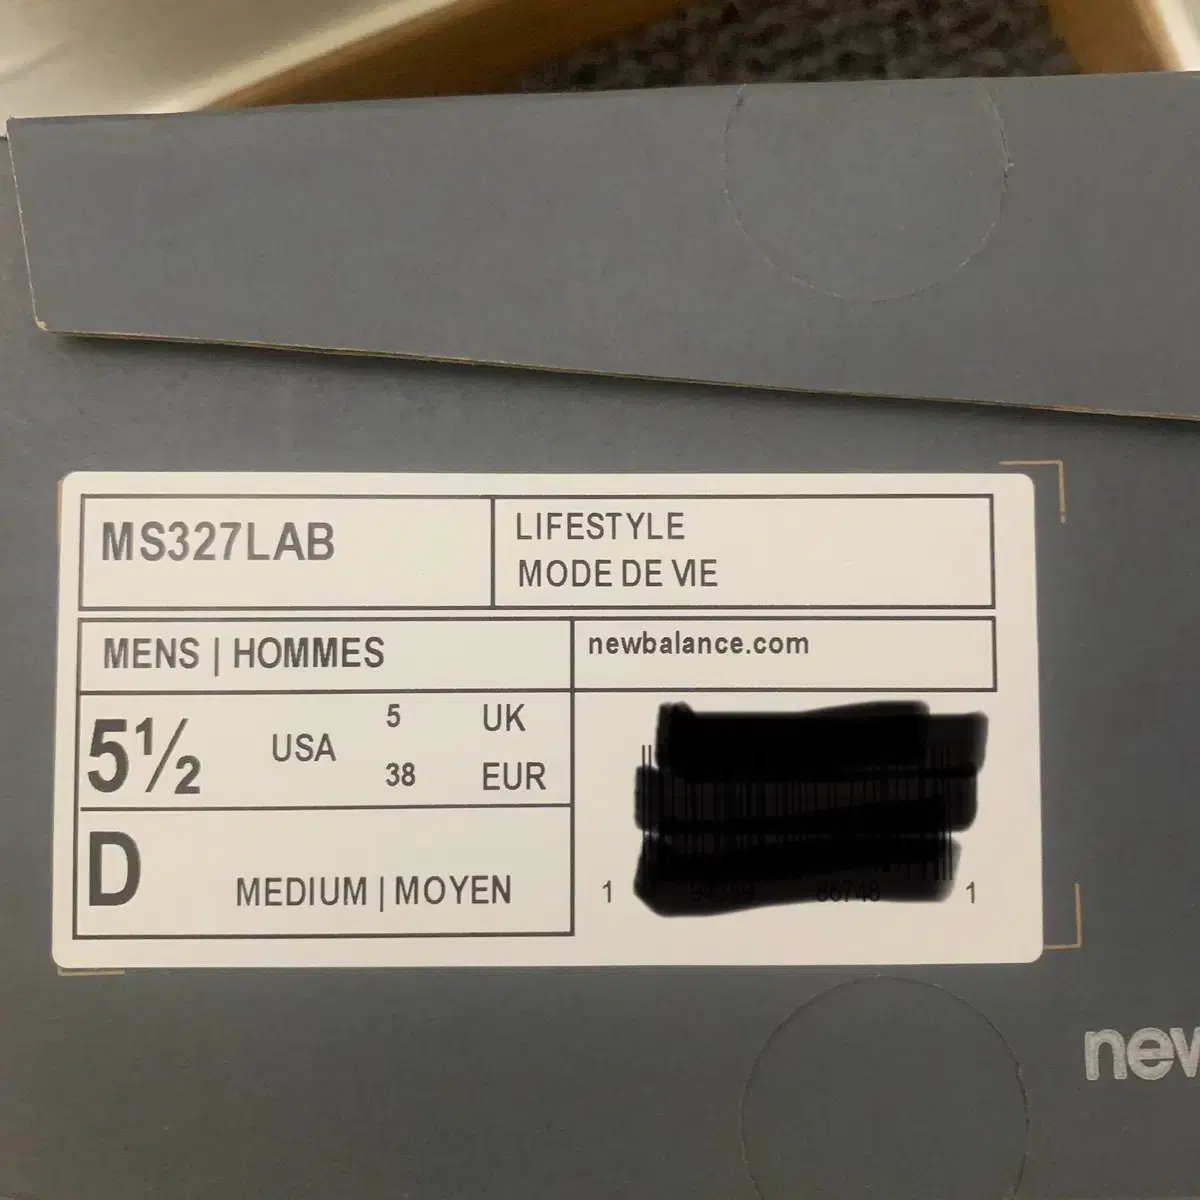 MS327LAB
LIFESTYLE
MODE DE VIE
MENS | HOMMES
newbalance.com
5½ USA 5 UK
38 EUR
D MEDIUM | MOYEN
1 86748 1
new